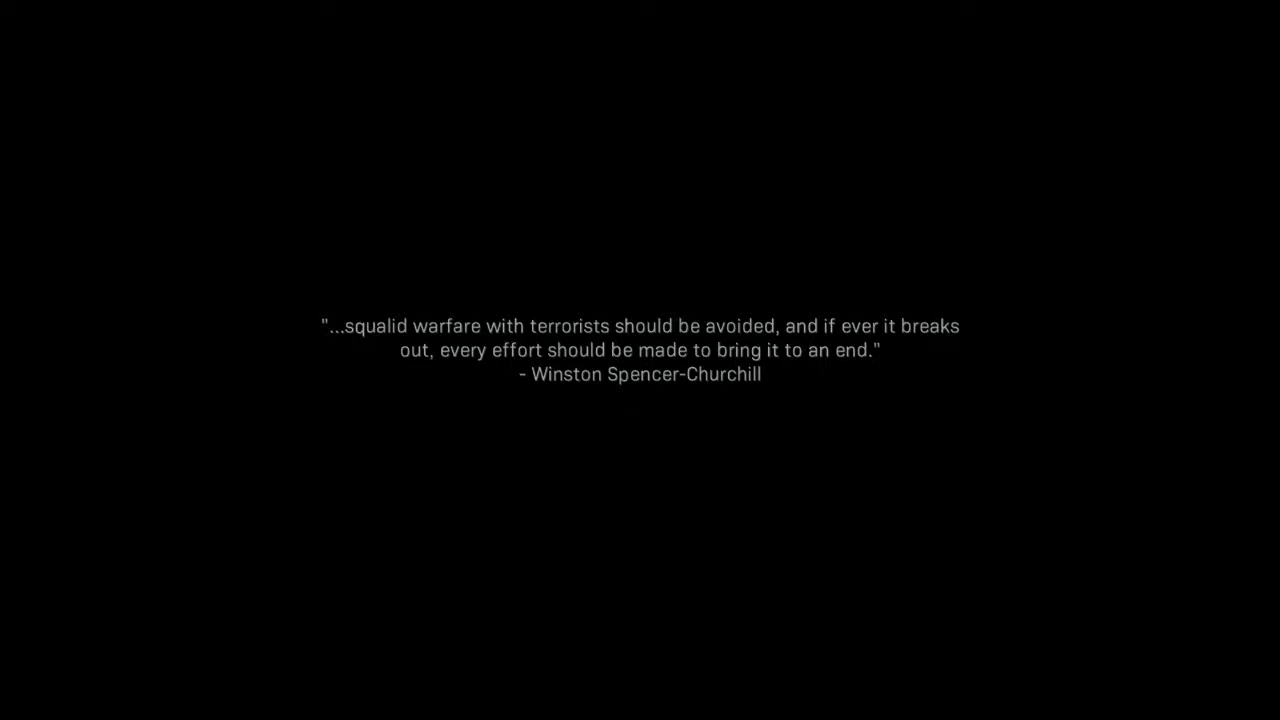 "...squalid warfare with terrorists should be avoided, and if ever it breaks
out, every effort should be made to bring it to an end."
- Winston Spencer-Churchill